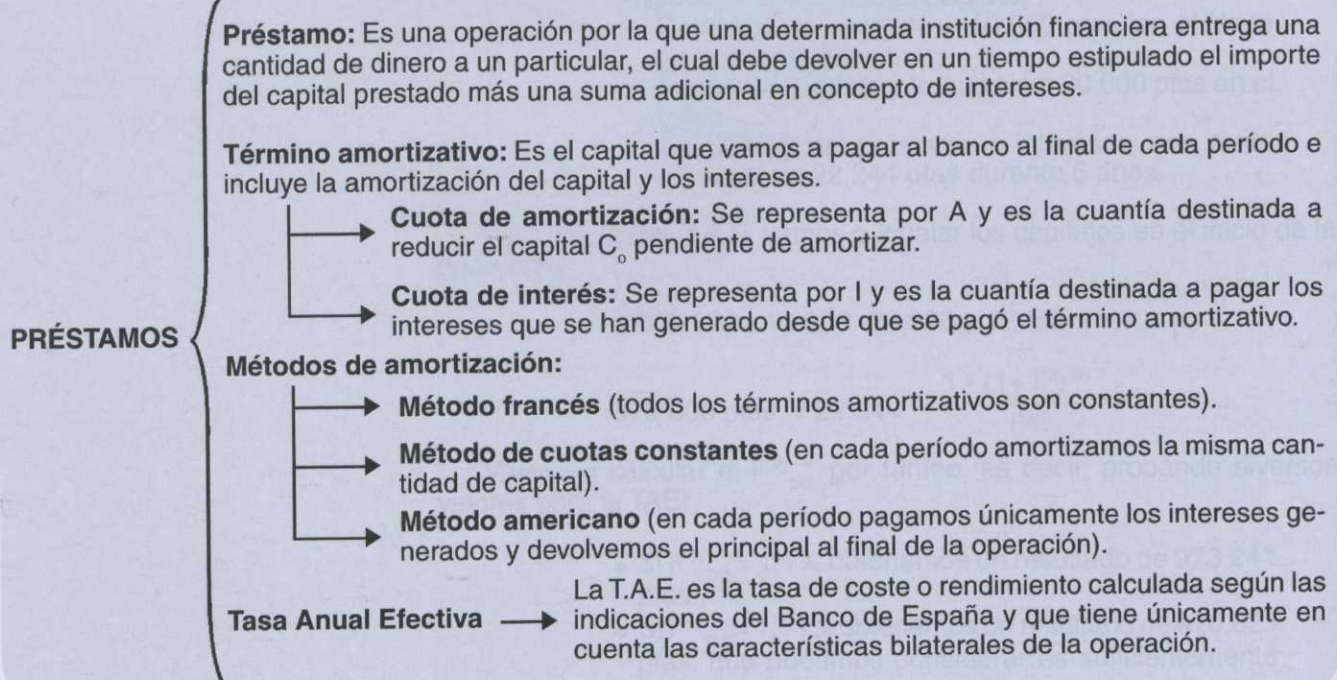 Préstamo: Es una operación por la que una determinada institución financiera entrega una
cantidad de dinero a un particular, el cual debe devolver en un tiempo estipulado el importe
del capital prestado más una suma adicional en concepto de intereses.
Término amortizativo: Es el capital que vamos a pagar al banco al final de cada período e
incluye la amortización del capital y los intereses.
Cuota de amortización: Se representa por A y es la cuantía destinada a
reducir el capital C₀ pendiente de amortizar.
Cuota de interés: Se representa por I y es la cuantía destinada a pagar los
intereses que se han generado desde que se pagó el término amortizativo.
PRÉSTAMOS
Métodos de amortización:
Método francés (todos los términos amortizativos son constantes).
Método de cuotas constantes (en cada período amortizamos la misma can-
tidad de capital).
Método americano (en cada período pagamos únicamente los intereses ge-
nerados y devolvemos el principal al final de la operación).
La T.A.E. es la tasa de coste o rendimiento calculada según las
Tasa Anual Efectiva indicaciones del Banco de España y que tiene únicamente en
cuenta las características bilaterales de la operación.